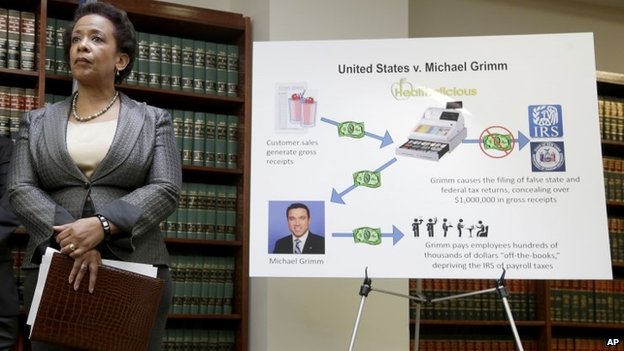 United States v. Michael Grimm
Healthalicious
Customer sales
generate gross
receipts
IRS
Grimm causes the filing of false state and
federal tax returns, concealing over
$1,000,000 in gross receipts
Michael Grimm
Grimm pays employees hundreds of
thousands of dollars "off-the-books,"
depriving the IRS of payroll taxes
AP